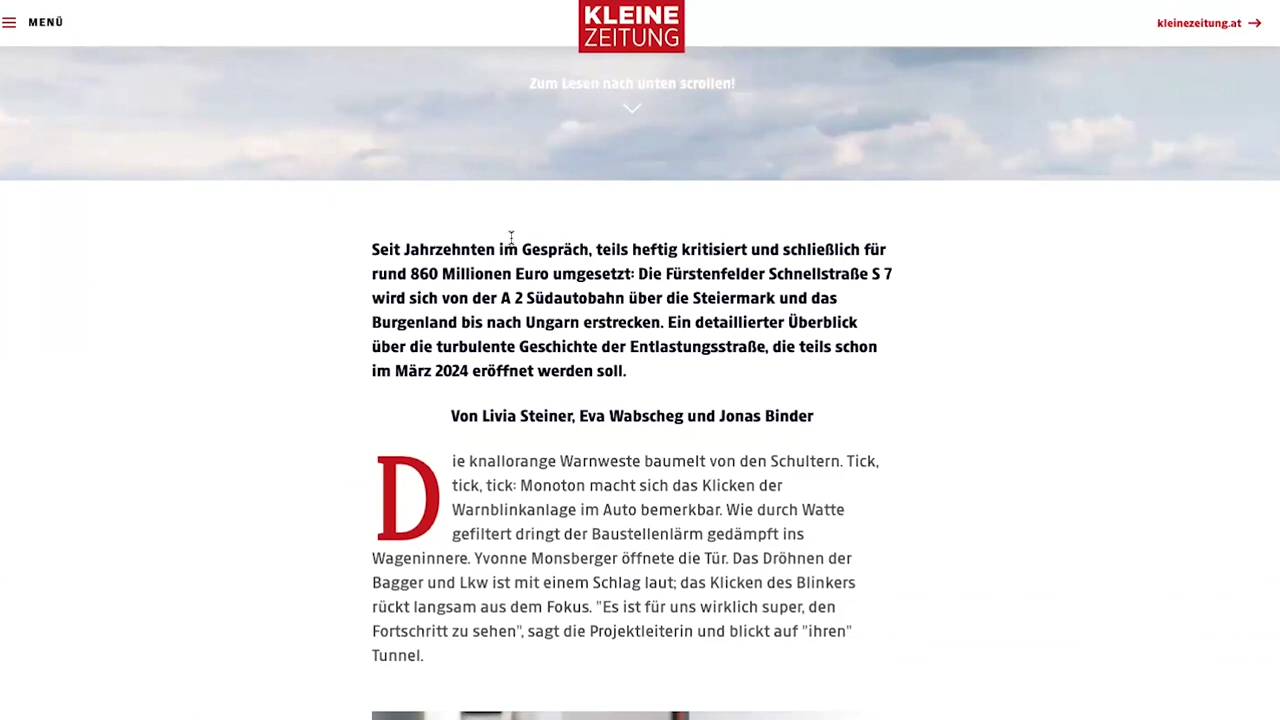 MENÜ
KLEINE
ZEITUNG
kleinezeitung.at
Zum Lesen nach unten scrollen!
Seit Jahrzehnten im Gespräch, teils heftig kritisiert und schließlich für
rund 860 Millionen Euro umgesetzt: Die Fürstenfelder Schnellstraße S 7
wird sich von der A 2 Südautobahn über die Steiermark und das
Burgenland bis nach Ungarn erstrecken. Ein detaillierter Überblick
über die turbulente Geschichte der Entlastungsstraße, die teils schon
im März 2024 eröffnet werden soll.
Von Livia Steiner, Eva Wabscheg und Jonas Binder
Die knallorange Warnweste baumelt von den Schultern. Tick,
tick, tick: Monoton macht sich das Klicken der
Warnblinkanlage im Auto bemerkbar. Wie durch Watte
gefiltert dringt der Baustellenlärm gedämpft ins
Wageninnere. Yvonne Monsberger öffnete die Tür. Das Dröhnen der
Bagger und Lkw ist mit einem Schlag laut; das Klicken des Blinkers
rückt langsam aus dem Fokus. "Es ist für uns wirklich super, den
Fortschritt zu sehen", sagt die Projektleiterin und blickt auf "ihren"
Tunnel.